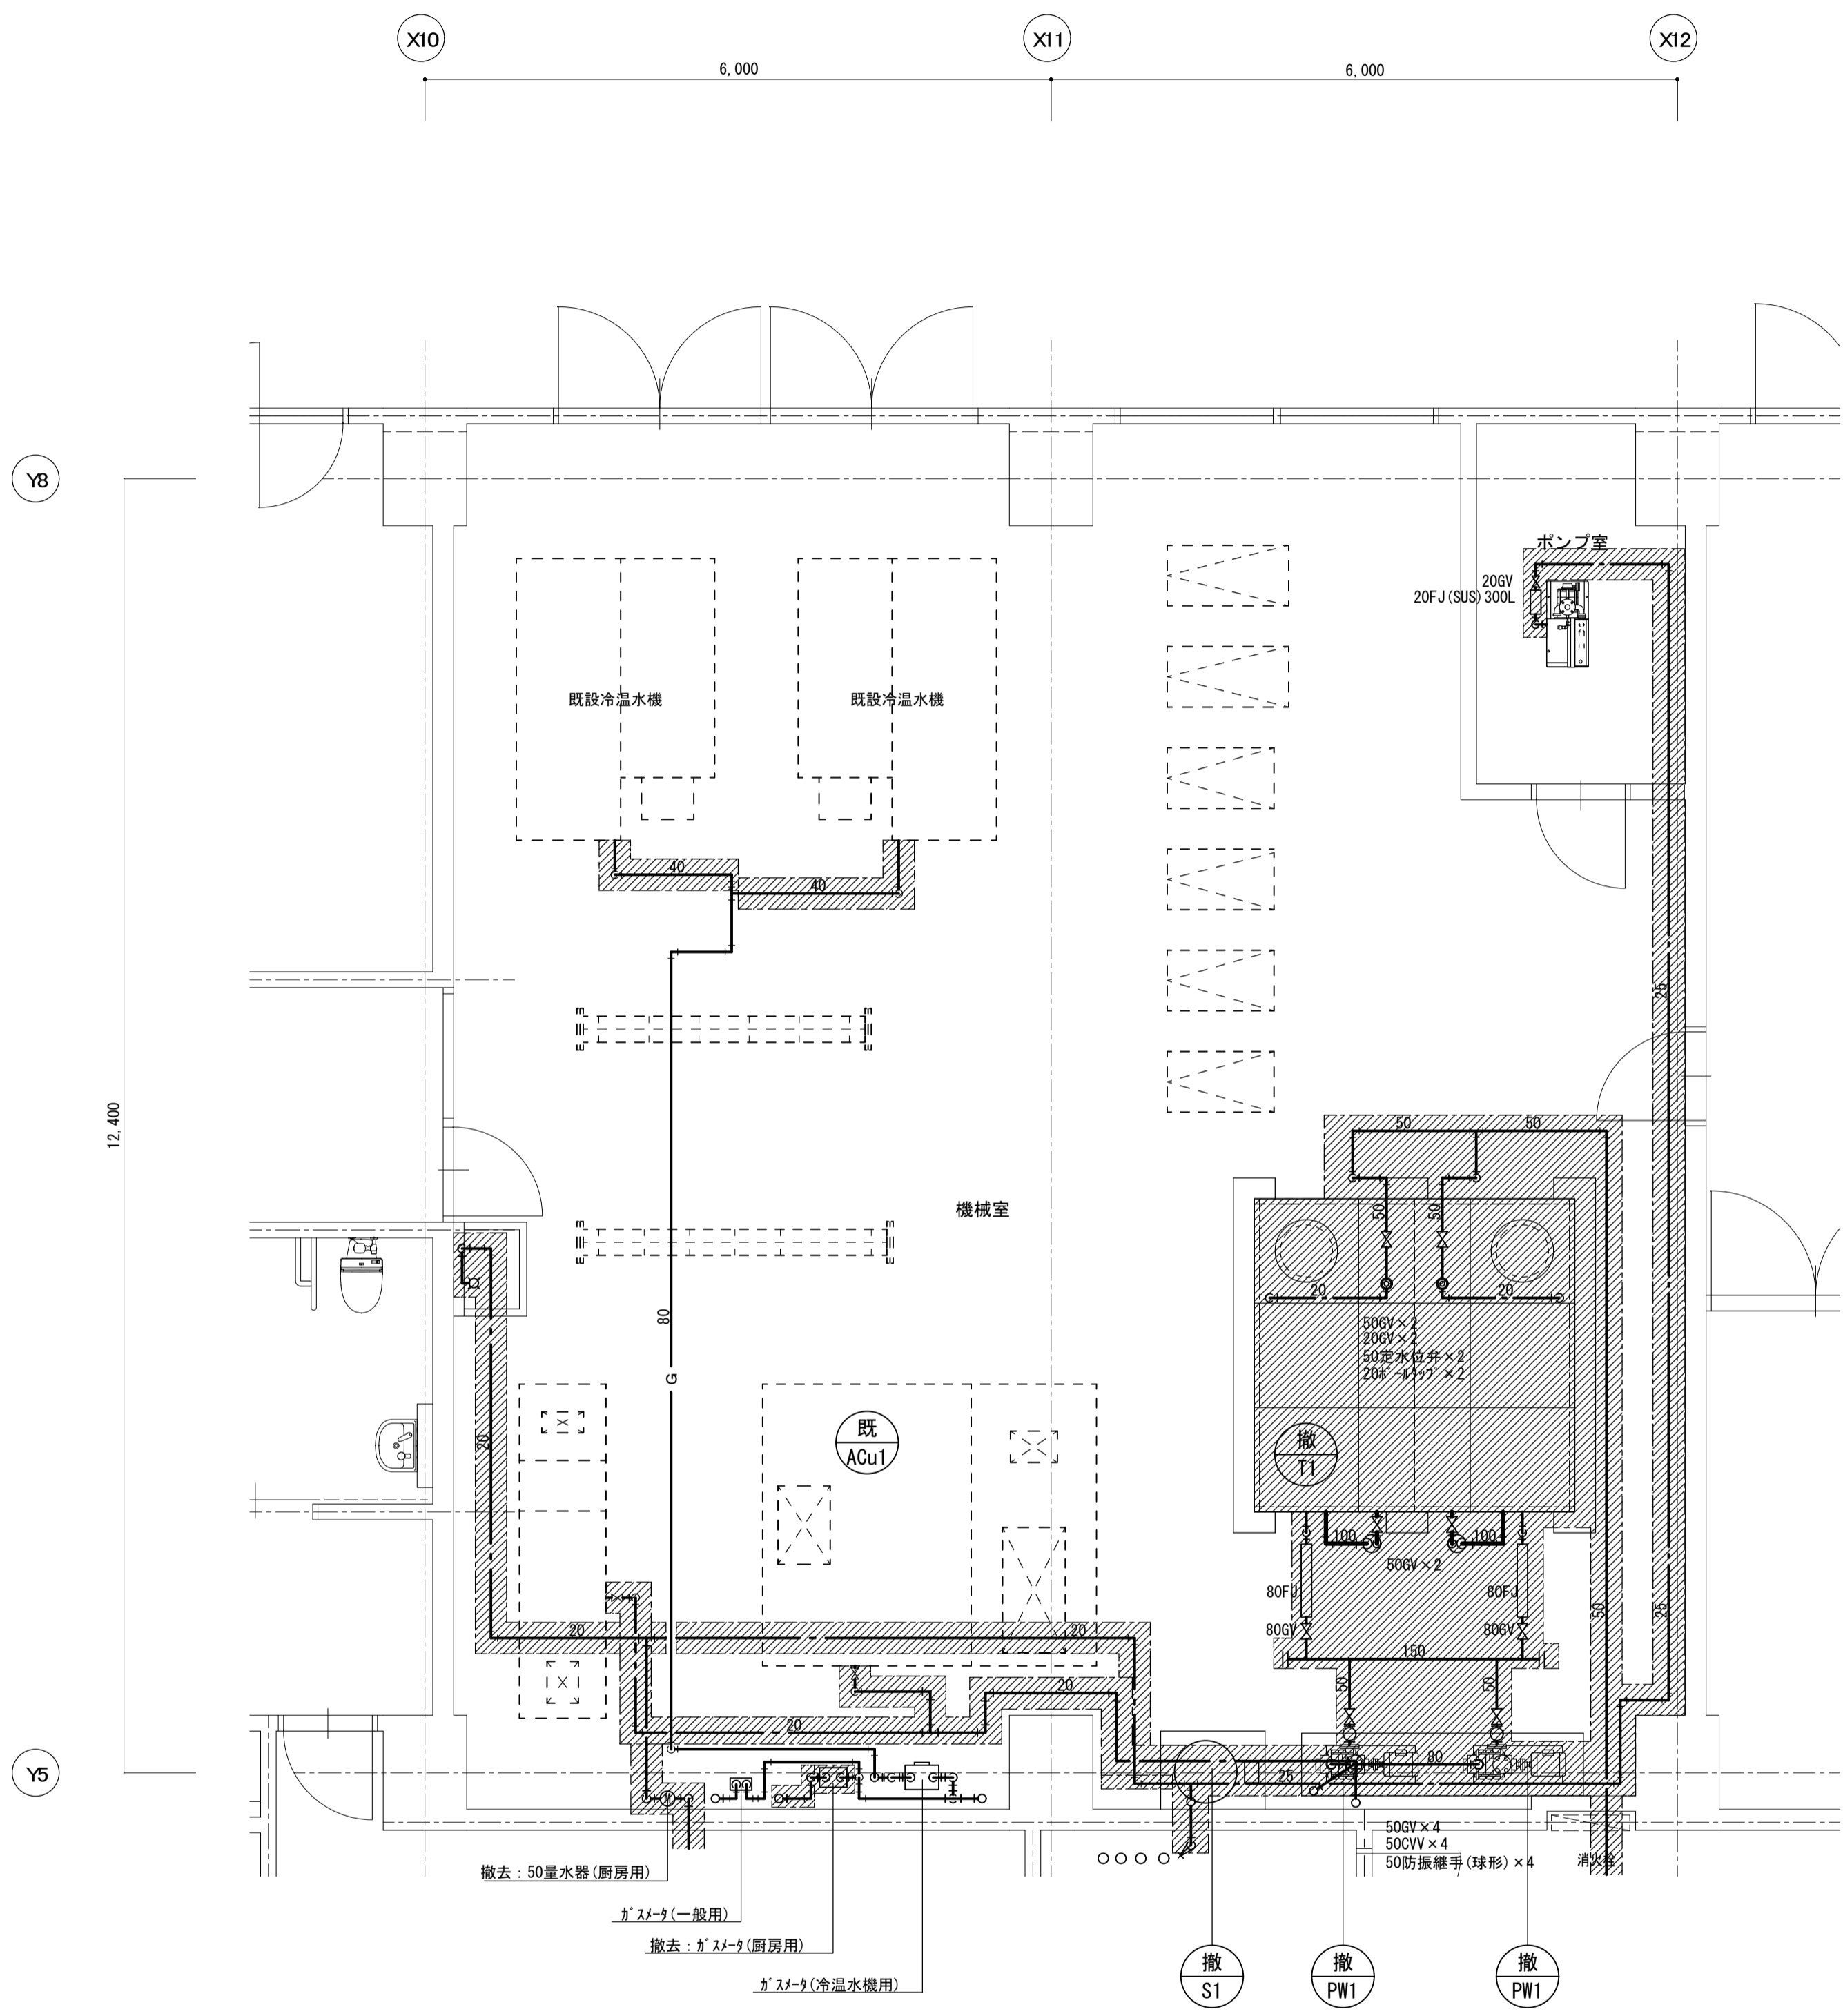 X10
X11
X12
6,000
6,000
Y8
ポンプ室
20GV
20FJ(SUS)300L
既設冷温水機
既設冷温水機
40
40
25
12,400
50
50
機械室
50
50
20
20
80
50GV×2
20GV×2
50定水位弁×2
20ﾎﾞｰﾙﾀｯﾌﾟ×2
G
既
ACu1
撤
T1
20
100
100
50GV×2
80FJ
80FJ
50
25
20
20
80GV
80GV
150
20
50
50
20
80
Y5
25
M
50GV×4
50CVV×4
50防振継手(球形)×4
消火栓
撤去：50量水器(厨房用)
ｶﾞｽﾒｰﾀ(一般用)
撤去：ｶﾞｽﾒｰﾀ(厨房用)
ｶﾞｽﾒｰﾀ(冷温水機用)
撤
S1
撤
PW1
撤
PW1